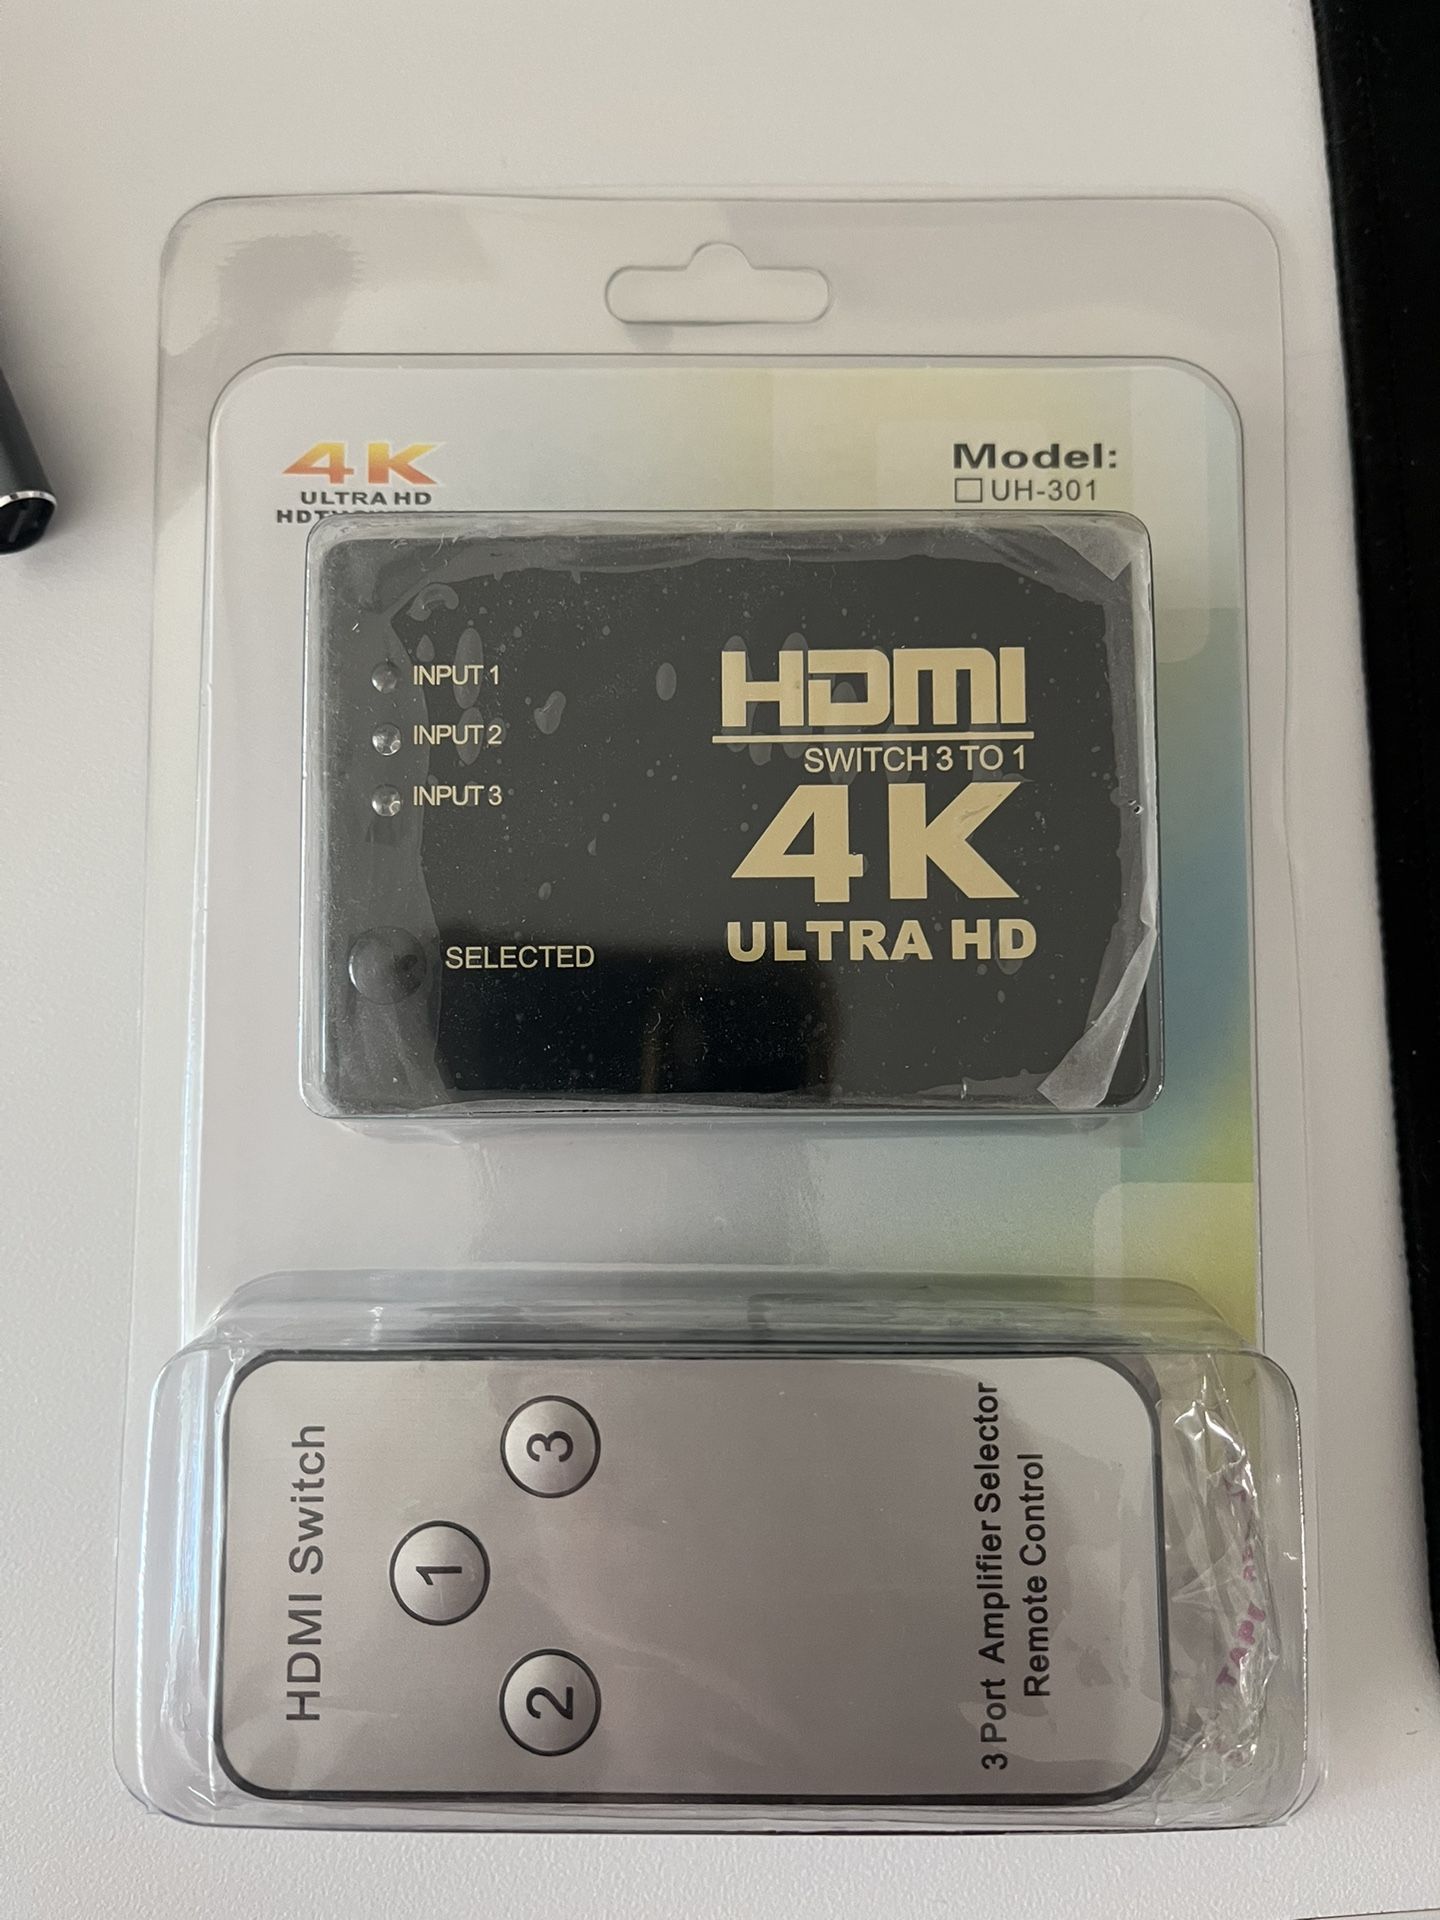 4K
ULTRA HD
Model:
UH-301
INPUT 1
INPUT 2
INPUT 3
SELECTED
HDMI
SWITCH 3 TO 1
4K
ULTRA HD
HDMI Switch
1
2
3
3 Port Amplifier Selector
Remote Control